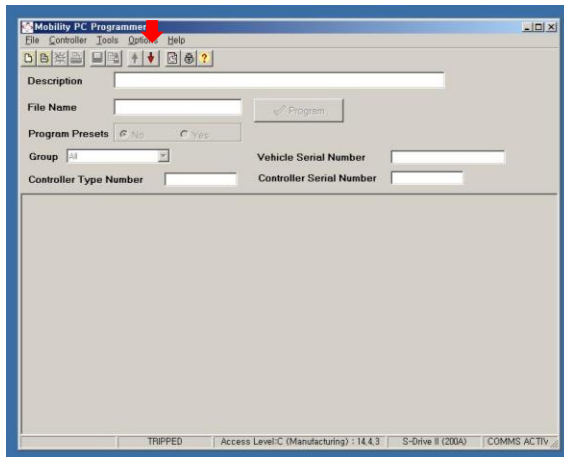 Mobility PC Programmer
File Controller Tools Options Help
Description
File Name
Program
Program Presets No Yes
Group All
Vehicle Serial Number
Controller Type Number
Controller Serial Number
TRIPPED Access Level:C (Manufacturing) : 14,4,3 S-Drive II (200A) COMMS ACTIV